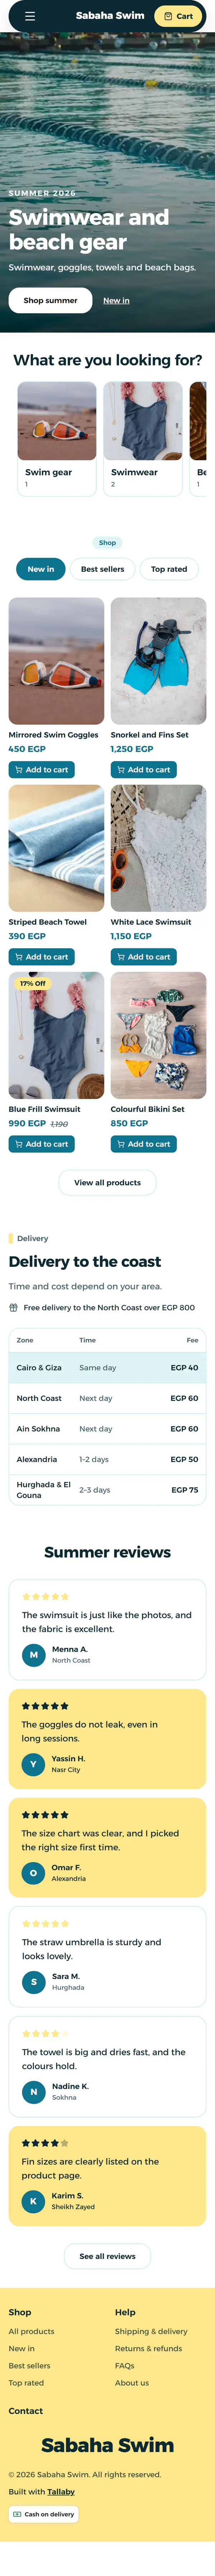 Sabaha Swim
Cart
SUMMER 2026
Swimwear and
beach gear
Swimwear, goggles, towels and beach bags.
Shop summer
New in
What are you looking for?
Swim gear
1
Swimwear
2
Be
1
Shop
New in
Best sellers
Top rated
Mirrored Swim Goggles
450 EGP
Add to cart
Snorkel and Fins Set
1,250 EGP
Add to cart
Striped Beach Towel
390 EGP
Add to cart
White Lace Swimsuit
1,150 EGP
Add to cart
17% Off
Blue Frill Swimsuit
990 EGP 1,190
Add to cart
Colourful Bikini Set
850 EGP
Add to cart
View all products
Delivery
Delivery to the coast
Time and cost depend on your area.
Free delivery to the North Coast over EGP 800
Zone Time Fee
Cairo & Giza Same day EGP 40
North Coast Next day EGP 60
Ain Sokhna Next day EGP 60
Alexandria 1–2 days EGP 50
Hurghada & El
Gouna 2–3 days EGP 75
Summer reviews
The swimsuit is just like the photos, and
the fabric is excellent.
M
Menna A.
North Coast
The goggles do not leak, even in
long sessions.
Y
Yassin H.
Nasr City
The size chart was clear, and I picked
the right size first time.
O
Omar F.
Alexandria
The straw umbrella is sturdy and
looks lovely.
S
Sara M.
Hurghada
The towel is big and dries fast, and the
colours hold.
N
Nadine K.
Sokhna
Fin sizes are clearly listed on the
product page.
K
Karim S.
Sheikh Zayed
See all reviews
Shop
All products
New in
Best sellers
Top rated
Help
Shipping & delivery
Returns & refunds
FAQs
About us
Contact
Sabaha Swim
© 2026 Sabaha Swim. All rights reserved.
Built with Tallaby
Cash on delivery